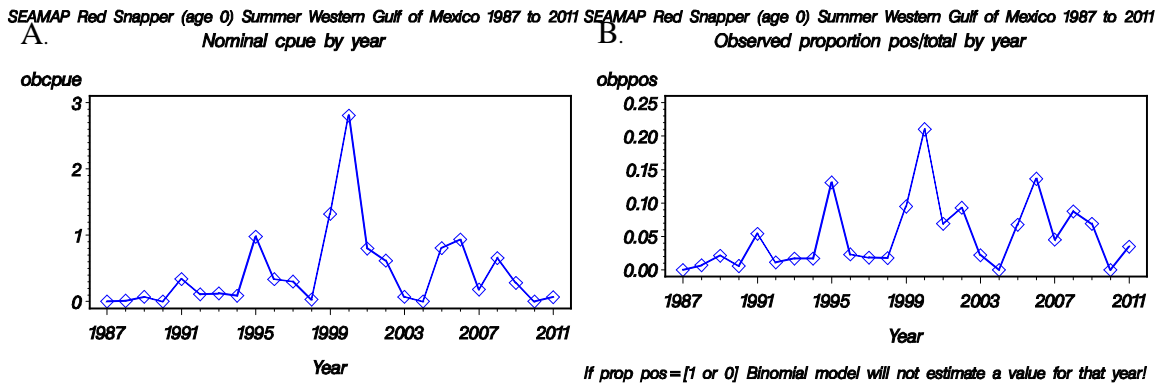 SEAMAP Red Snapper (age 0) Summer Western Gulf of Mexico 1987 to 2011
A.
Nominal cpue by year
obcpue
3
2
1
0
1987 1991 1995 1999 2003 2007 2011
Year
SEAMAP Red Snapper (age 0) Summer Western Gulf of Mexico 1987 to 2011
B.
Observed proportion pos/total by year
obppos
0.25
0.20
0.15
0.10
0.05
0.00
1987 1991 1995 1999 2003 2007 2011
Year
If prop pos=[1 or 0] Binomial model will not estimate a value for that year!